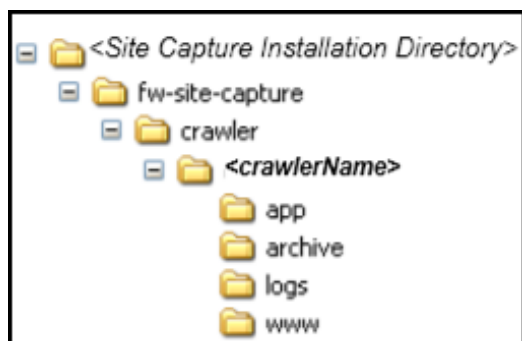 <Site Capture Installation Directory>
fw-site-capture
crawler
<crawlerName>
app
archive
logs
www